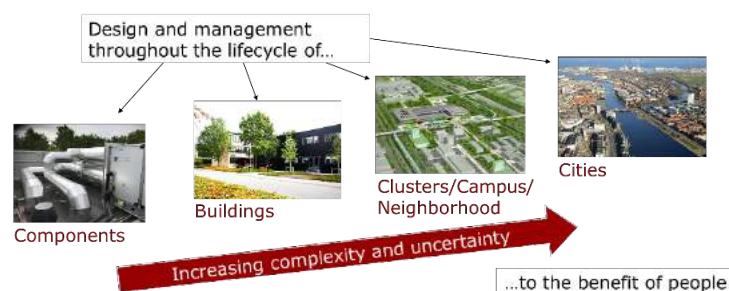 Design and management
throughout the lifecycle of...
Components
Buildings
Clusters/Campus/
Neighborhood
Cities
Increasing complexity and uncertainty
...to the benefit of people